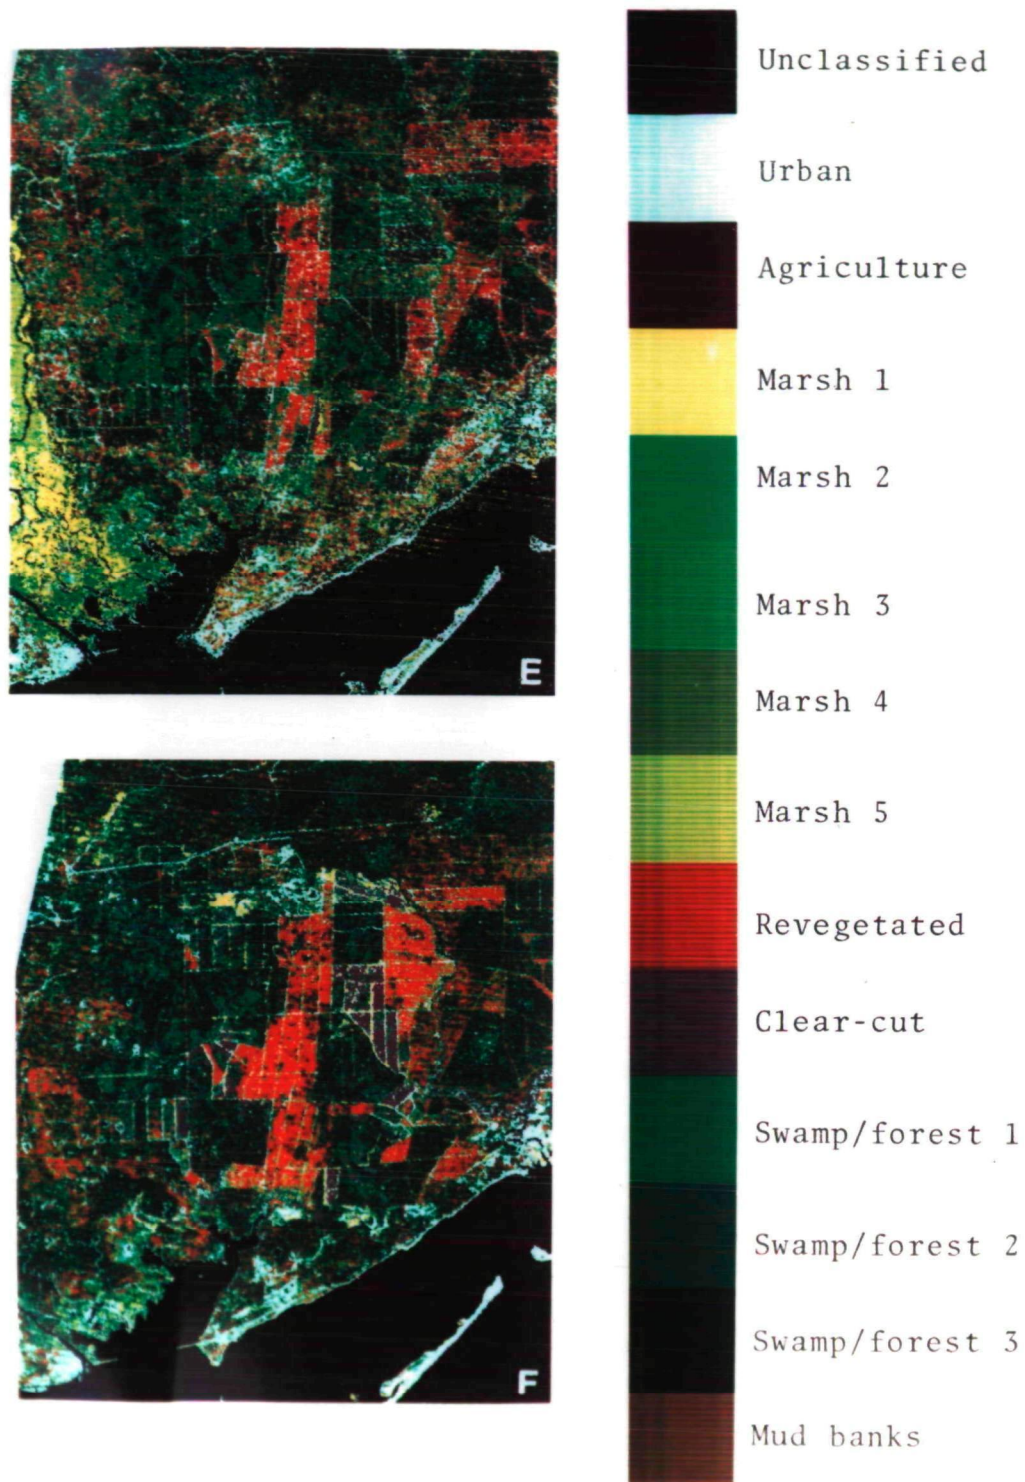 E
F
Unclassified
Urban
Agriculture
Marsh 1
Marsh 2
Marsh 3
Marsh 4
Marsh 5
Revegetated
Clear-cut
Swamp/forest 1
Swamp/forest 2
Swamp/forest 3
Mud banks